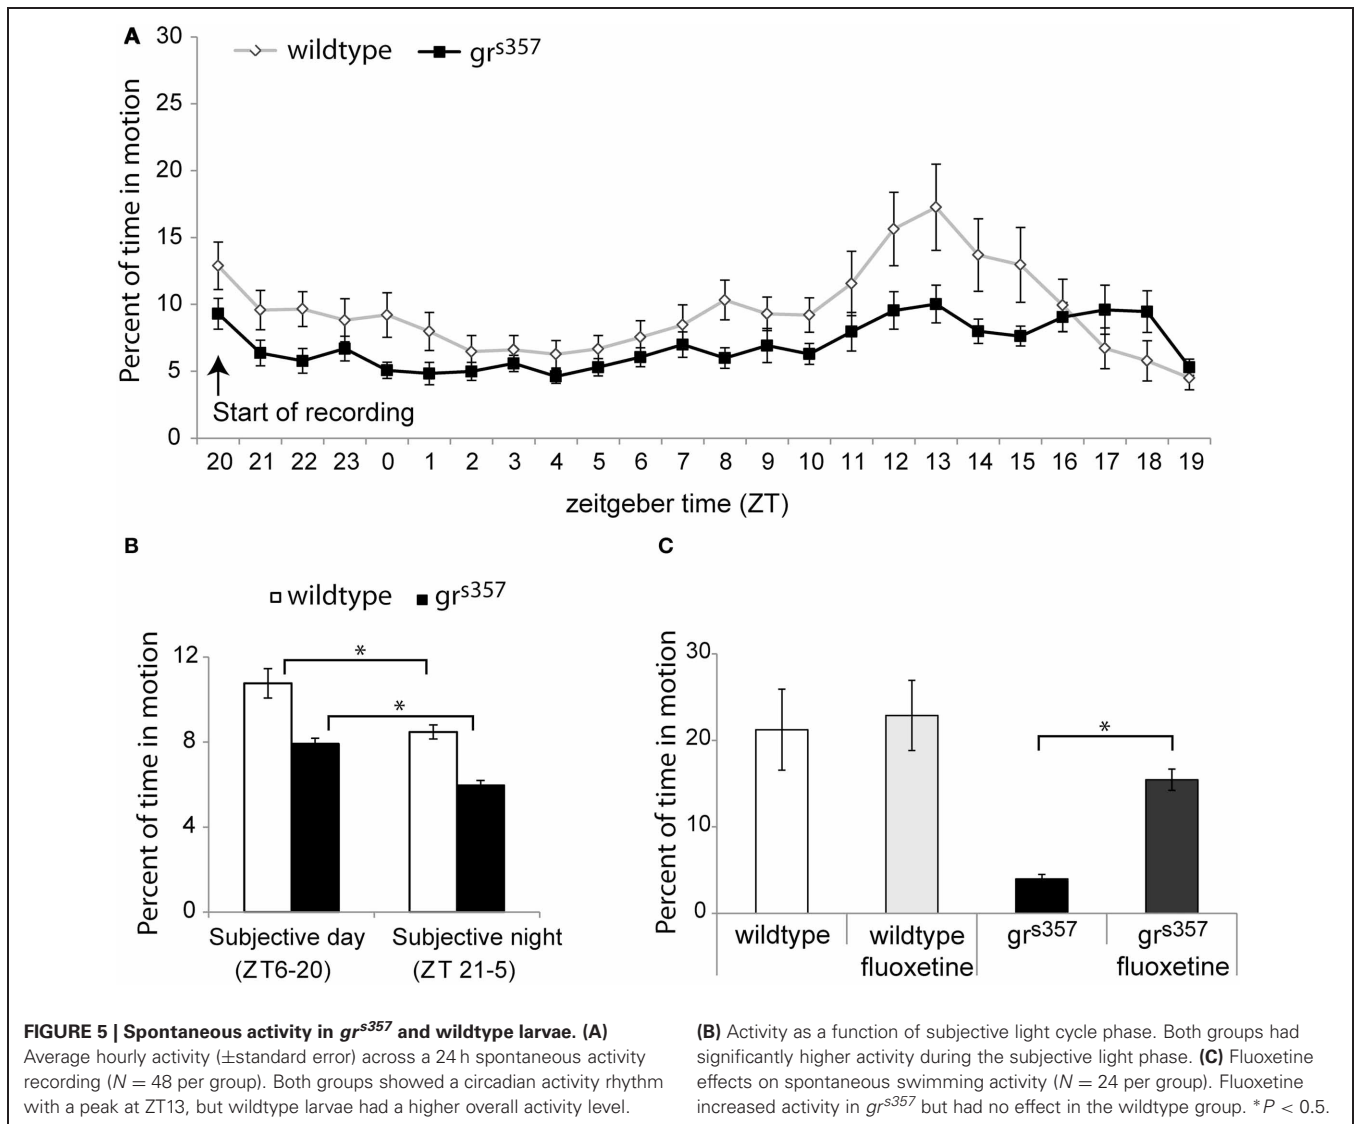 A
wildtype gr^s357
30
25
20
15
10
5
0
Percent of time in motion
Start of recording
20 21 22 23 0 1 2 3 4 5 6 7 8 9 10 11 12 13 14 15 16 17 18 19
zeitgeber time (ZT)
B
wildtype gr^s357
12
8
4
0
Percent of time in motion
*
*
Subjective day
(ZT6-20)
Subjective night
(ZT 21-5)
C
30
20
10
0
Percent of time in motion
*
wildtype
wildtype
fluoxetine
gr^s357
gr^s357
fluoxetine
FIGURE 5 | Spontaneous activity in gr^s357 and wildtype larvae. (A)
Average hourly activity (±standard error) across a 24 h spontaneous activity
recording (N = 48 per group). Both groups showed a circadian activity rhythm
with a peak at ZT13, but wildtype larvae had a higher overall activity level.
(B) Activity as a function of subjective light cycle phase. Both groups had
significantly higher activity during the subjective light phase. (C) Fluoxetine
effects on spontaneous swimming activity (N = 24 per group). Fluoxetine
increased activity in gr^s357 but had no effect in the wildtype group. *P < 0.5.